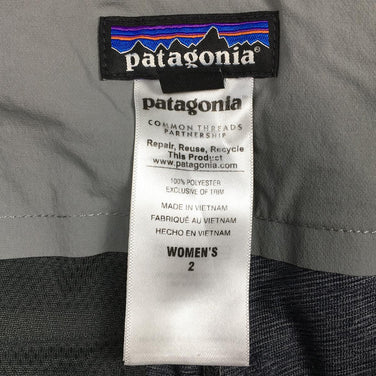 patagonia®
patagonia
COMMON THREADS
PARTNERSHIP
Repair, Reuse, Recycle
This Product
www.patagonia.com
100% POLYESTER
EXCLUSIVE OF TRIM
MADE IN VIETNAM
FABRIQUÉ AU VIETNAM
HECHO EN VIETNAM
WOMEN'S
2